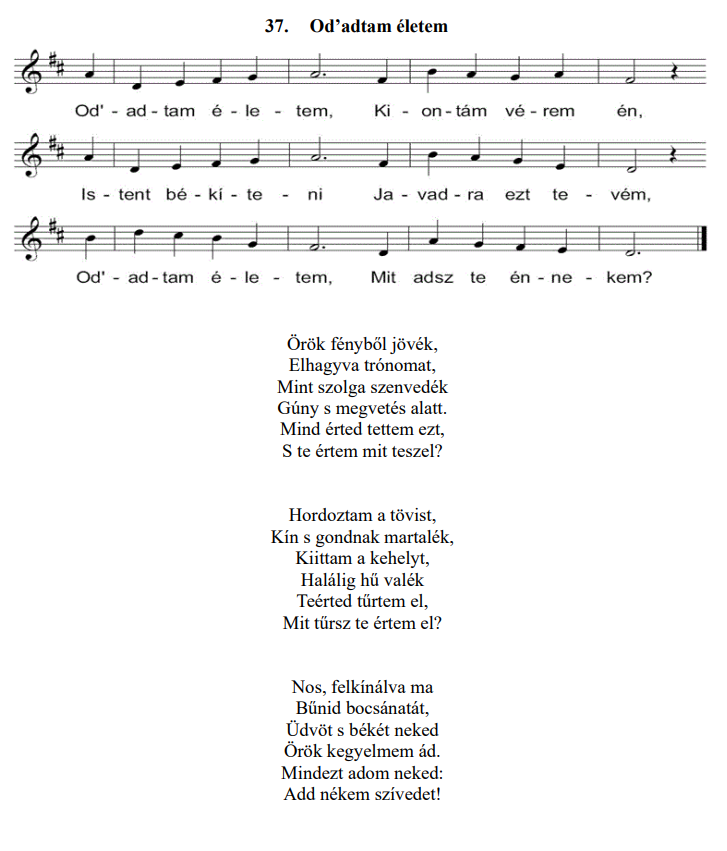 37. Od’adtam életem
Od' - ad - tam é - le - tem, Ki - on - tám vé - rem én,
Is - tent bé - kí - te - ni Ja - vad - ra ezt te - vém,
Od' - ad - tam é - le - tem, Mit adsz te én - ne - kem?
Örök fényből jövék,
Elhagyva trónomat,
Mint szolga szenvedék
Gúny s megvetés alatt.
Mind érted tettem ezt,
S te értem mit teszel?
Hordoztam a tövist,
Kín s gondnak martalék,
Kiittam a kehelyt,
Halálig hű valék
Teérted tűrtem el,
Mit tűrsz te értem el?
Nos, felkínálva ma
Bűnid bocsánatát,
Üdvöt s békét neked
Örök kegyelmem ád.
Mindezt adom neked:
Add nékem szívedet!